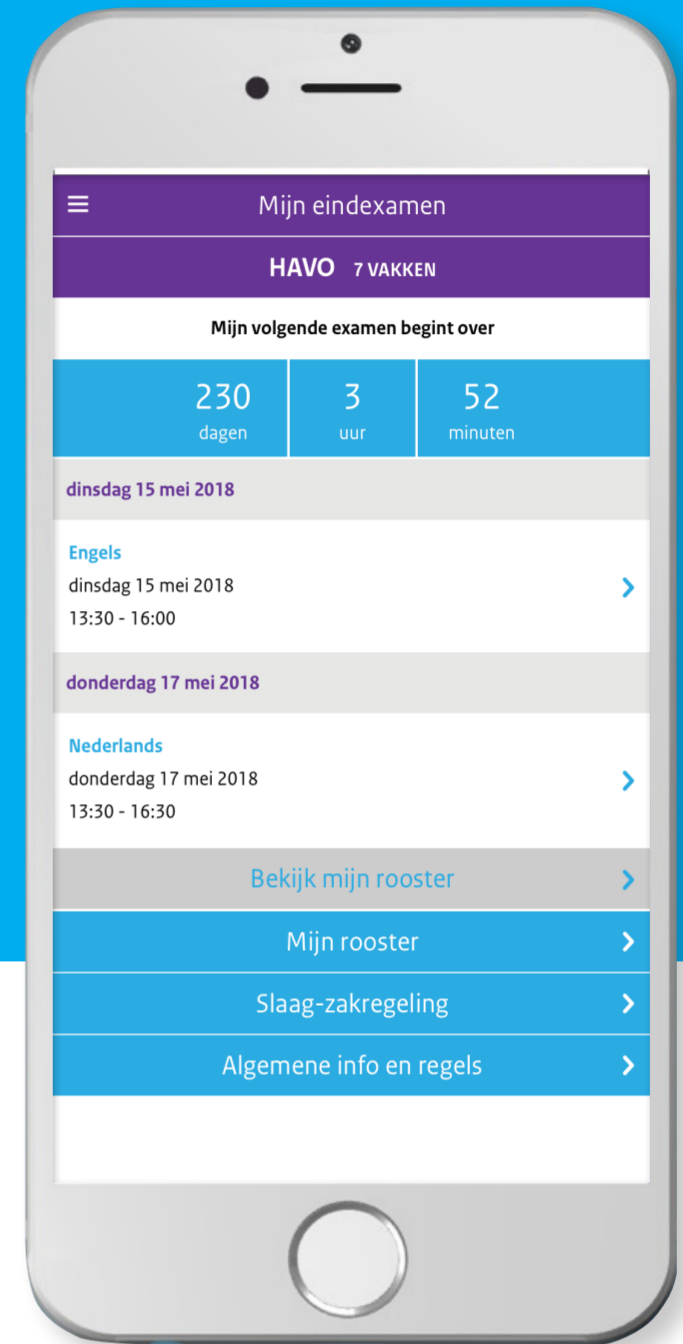 Mijn eindexamen
HAVO 7 VAKKEN
Mijn volgende examen begint over
230 3 52
dagen uur minuten
dinsdag 15 mei 2018
Engels
dinsdag 15 mei 2018
13:30 - 16:00
donderdag 17 mei 2018
Nederlands
donderdag 17 mei 2018
13:30 - 16:30
Bekijk mijn rooster
Mijn rooster
Slaag-zakregeling
Algemene info en regels